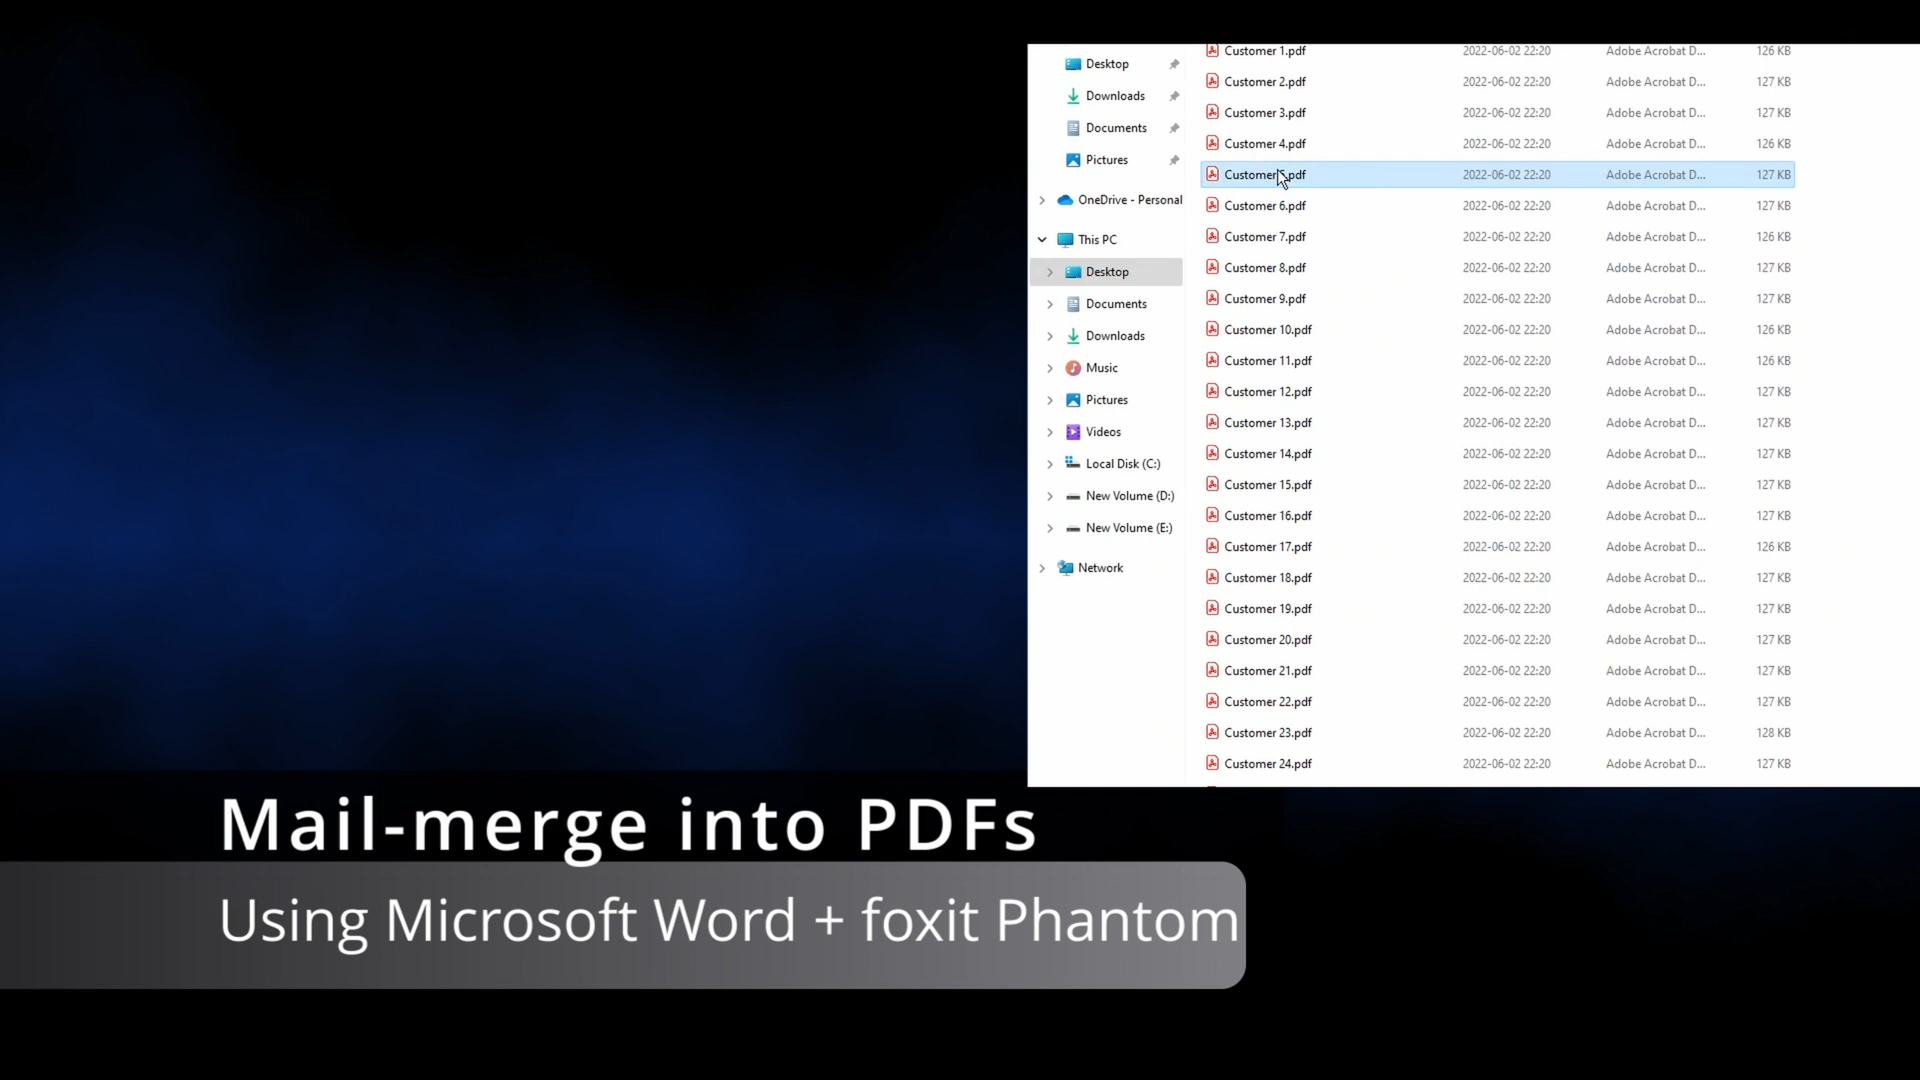 Desktop
Downloads
Documents
Pictures
OneDrive - Personal
This PC
Desktop
Documents
Downloads
Music
Pictures
Videos
Local Disk (C:)
New Volume (D:)
New Volume (E:)
Network
Customer 1.pdf 2022-06-02 22:20 Adobe Acrobat D... 126 KB
Customer 2.pdf 2022-06-02 22:20 Adobe Acrobat D... 127 KB
Customer 3.pdf 2022-06-02 22:20 Adobe Acrobat D... 127 KB
Customer 4.pdf 2022-06-02 22:20 Adobe Acrobat D... 126 KB
Customer 5.pdf 2022-06-02 22:20 Adobe Acrobat D... 127 KB
Customer 6.pdf 2022-06-02 22:20 Adobe Acrobat D... 127 KB
Customer 7.pdf 2022-06-02 22:20 Adobe Acrobat D... 126 KB
Customer 8.pdf 2022-06-02 22:20 Adobe Acrobat D... 127 KB
Customer 9.pdf 2022-06-02 22:20 Adobe Acrobat D... 127 KB
Customer 10.pdf 2022-06-02 22:20 Adobe Acrobat D... 126 KB
Customer 11.pdf 2022-06-02 22:20 Adobe Acrobat D... 126 KB
Customer 12.pdf 2022-06-02 22:20 Adobe Acrobat D... 127 KB
Customer 13.pdf 2022-06-02 22:20 Adobe Acrobat D... 127 KB
Customer 14.pdf 2022-06-02 22:20 Adobe Acrobat D... 127 KB
Customer 15.pdf 2022-06-02 22:20 Adobe Acrobat D... 127 KB
Customer 16.pdf 2022-06-02 22:20 Adobe Acrobat D... 127 KB
Customer 17.pdf 2022-06-02 22:20 Adobe Acrobat D... 126 KB
Customer 18.pdf 2022-06-02 22:20 Adobe Acrobat D... 127 KB
Customer 19.pdf 2022-06-02 22:20 Adobe Acrobat D... 127 KB
Customer 20.pdf 2022-06-02 22:20 Adobe Acrobat D... 127 KB
Customer 21.pdf 2022-06-02 22:20 Adobe Acrobat D... 127 KB
Customer 22.pdf 2022-06-02 22:20 Adobe Acrobat D... 127 KB
Customer 23.pdf 2022-06-02 22:20 Adobe Acrobat D... 128 KB
Customer 24.pdf 2022-06-02 22:20 Adobe Acrobat D... 127 KB
Mail-merge into PDFs
Using Microsoft Word + foxit Phantom